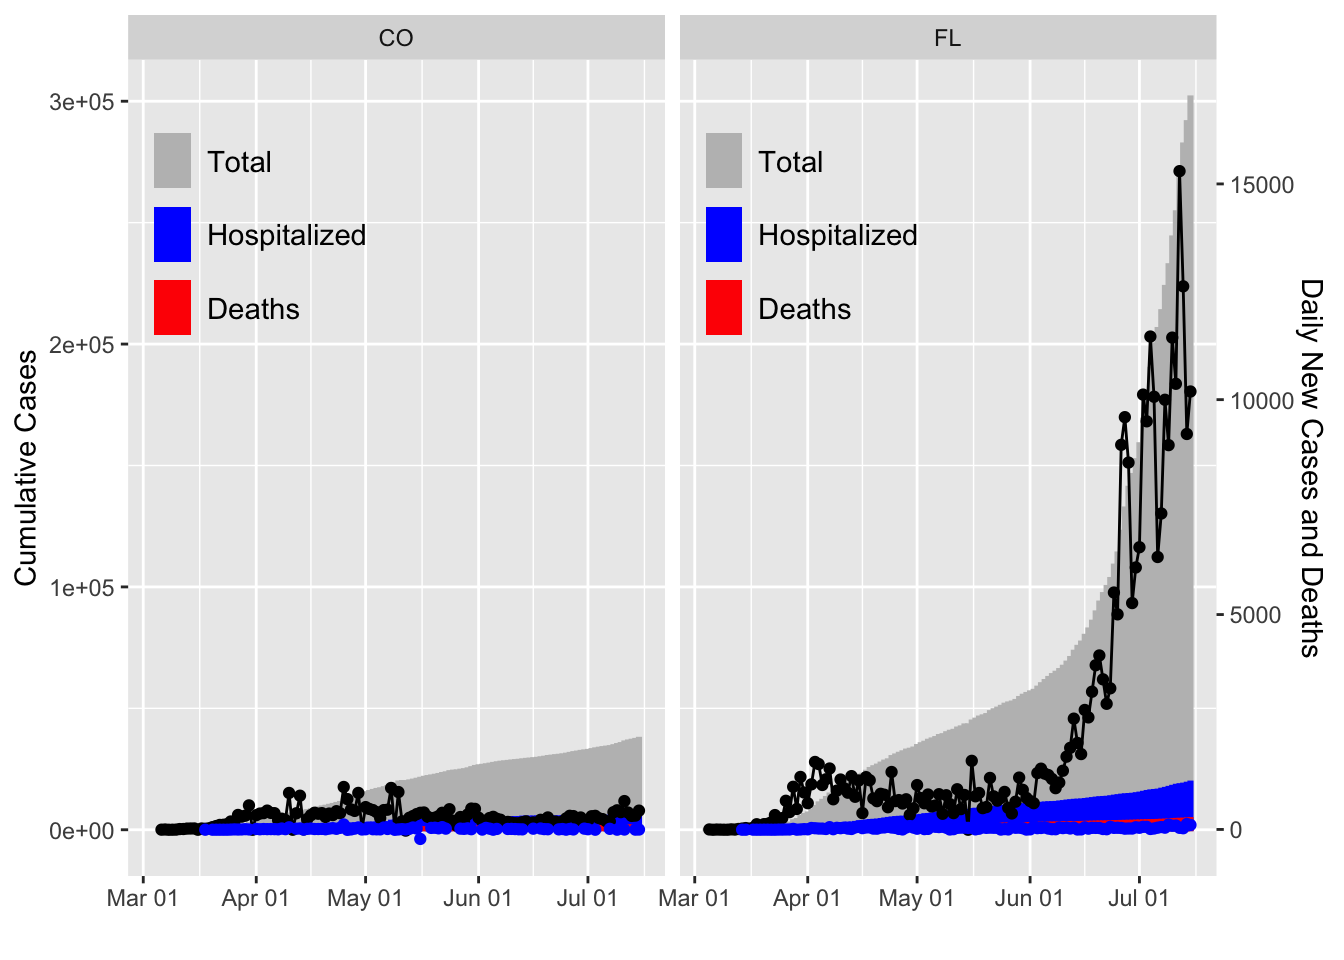 CO
FL
Cumulative Cases
3e+05
2e+05
1e+05
0e+00
Total
Hospitalized
Deaths
Total
Hospitalized
Deaths
15000
10000
5000
0
Daily New Cases and Deaths
Mar 01 Apr 01 May 01 Jun 01 Jul 01
Mar 01 Apr 01 May 01 Jun 01 Jul 01